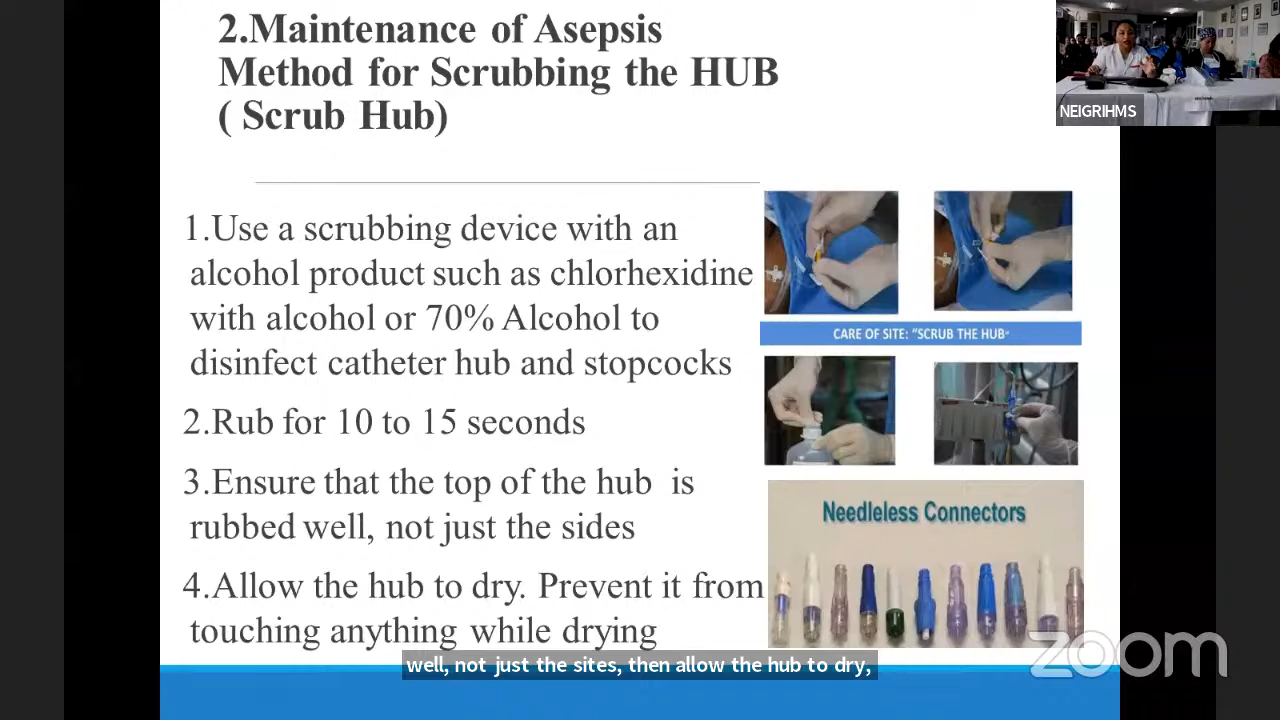 2.Maintenance of Asepsis
Method for Scrubbing the HUB
( Scrub Hub)
NEIGRIHMS
1.Use a scrubbing device with an
alcohol product such as chlorhexidine
with alcohol or 70% Alcohol to
disinfect catheter hub and stopcocks
2.Rub for 10 to 15 seconds
3.Ensure that the top of the hub is
rubbed well, not just the sides
4.Allow the hub to dry. Prevent it from
touching anything while drying
CARE OF SITE: "SCRUB THE HUB"
Needleless Connectors
zoom
well, not just the sites, then allow the hub to dry,